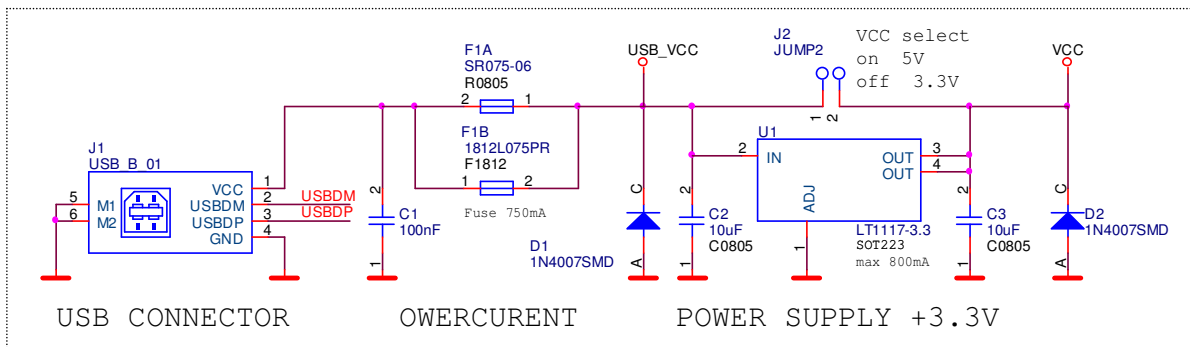 J1
USB_B_01
5
6
M1
M2
VCC
USBDM
USBDP
GND
1
2
3
4
USBDM
USBDP
2
C1
100nF
1
F1A
SR075-06
R0805
2
1
F1B
1812L075PR
F1812
1
2
Fuse 750mA
USB_VCC
C
D1
1N4007SMD
A
2
C2
10uF
C0805
1
J2
JUMP2
1
2
VCC select
on 5V
off 3.3V
U1
2
IN
OUT
OUT
3
4
ADJ
1
LT1117-3.3
SOT223
max 800mA
2
C3
10uF
C0805
1
VCC
C
D2
1N4007SMD
A
USB CONNECTOR
OWERCURENT
POWER SUPPLY +3.3V